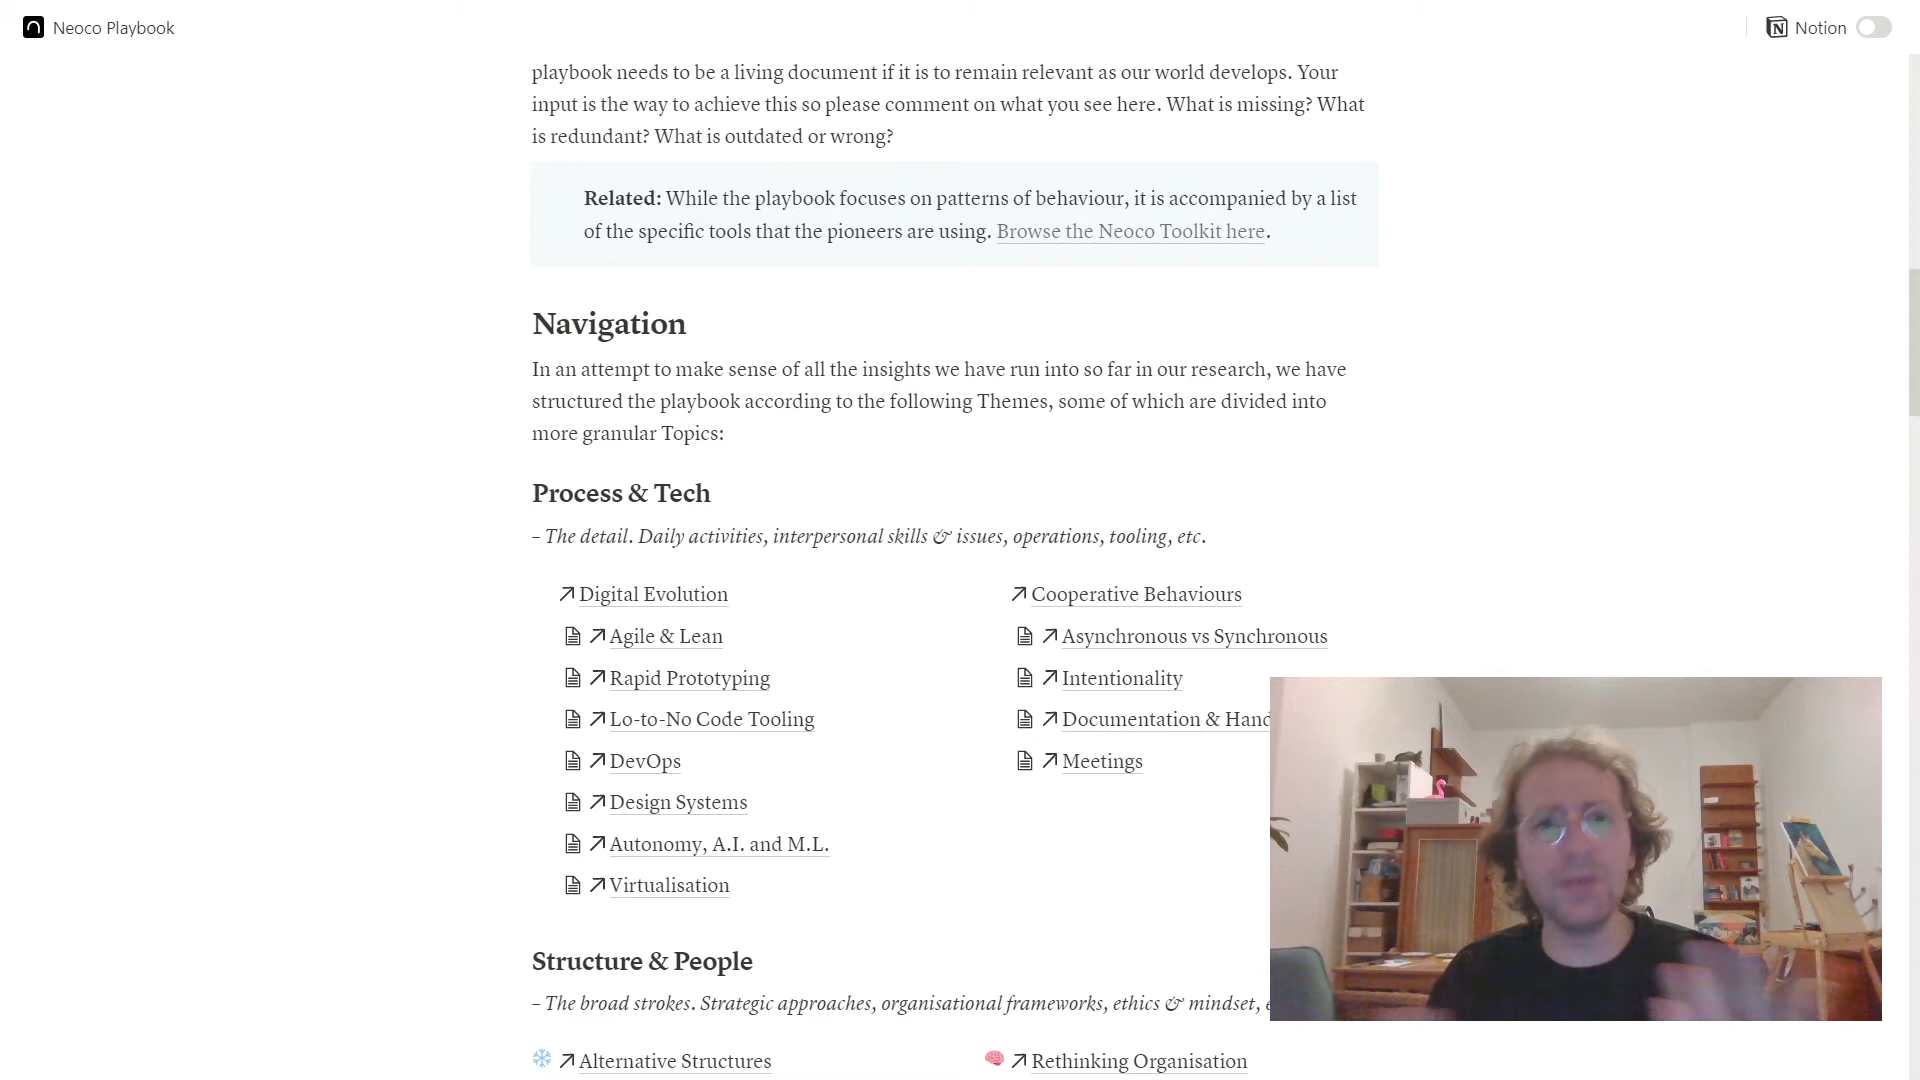 Neoco Playbook
Notion
playbook needs to be a living document if it is to remain relevant as our world develops. Your
input is the way to achieve this so please comment on what you see here. What is missing? What
is redundant? What is outdated or wrong?
Related: While the playbook focuses on patterns of behaviour, it is accompanied by a list
of the specific tools that the pioneers are using. Browse the Neoco Toolkit here.
Navigation
In an attempt to make sense of all the insights we have run into so far in our research, we have
structured the playbook according to the following Themes, some of which are divided into
more granular Topics:
Process & Tech
– The detail. Daily activities, interpersonal skills & issues, operations, tooling, etc.
Digital Evolution
Agile & Lean
Rapid Prototyping
Lo-to-No Code Tooling
DevOps
Design Systems
Autonomy, A.I. and M.L.
Virtualisation
Cooperative Behaviours
Asynchronous vs Synchronous
Intentionality
Documentation & Hand
Meetings
Structure & People
– The broad strokes. Strategic approaches, organisational frameworks, ethics & mindset,
Alternative Structures
Rethinking Organisation